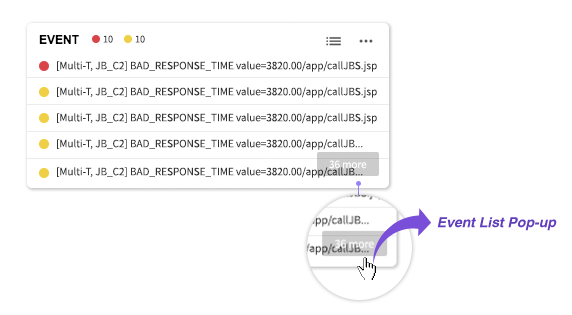 EVENT 10 10
[Multi-T, JB_C2] BAD_RESPONSE_TIME value=3820.00/app/callJBS.jsp
[Multi-T, JB_C2] BAD_RESPONSE_TIME value=3820.00/app/callJBS.jsp
[Multi-T, JB_C2] BAD_RESPONSE_TIME value=3820.00/app/callJBS.jsp
[Multi-T, JB_C2] BAD_RESPONSE_TIME value=3820.00/app/callJB...
[Multi-T, JB_C2] BAD_RESPONSE_TIME value=3820.00/app/callJB...
36 more
/app/callJB...
/app/callJB...
36 more
Event List Pop-up